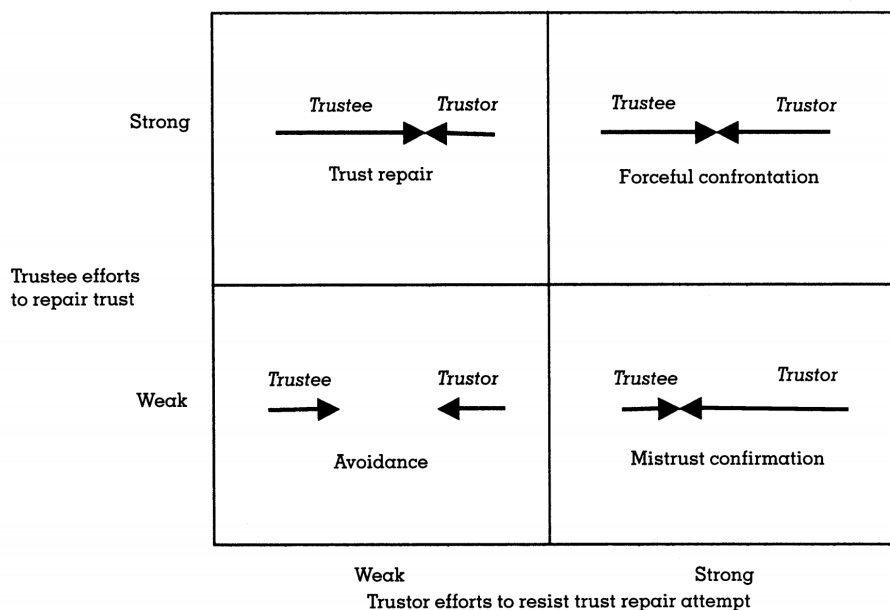 Trustee Trustor
Trustee Trustor
Strong
Trust repair
Forceful confrontation
Trustee efforts
to repair trust
Trustee Trustor
Trustee Trustor
Weak
Avoidance
Mistrust confirmation
Weak
Strong
Trustor efforts to resist trust repair attempt